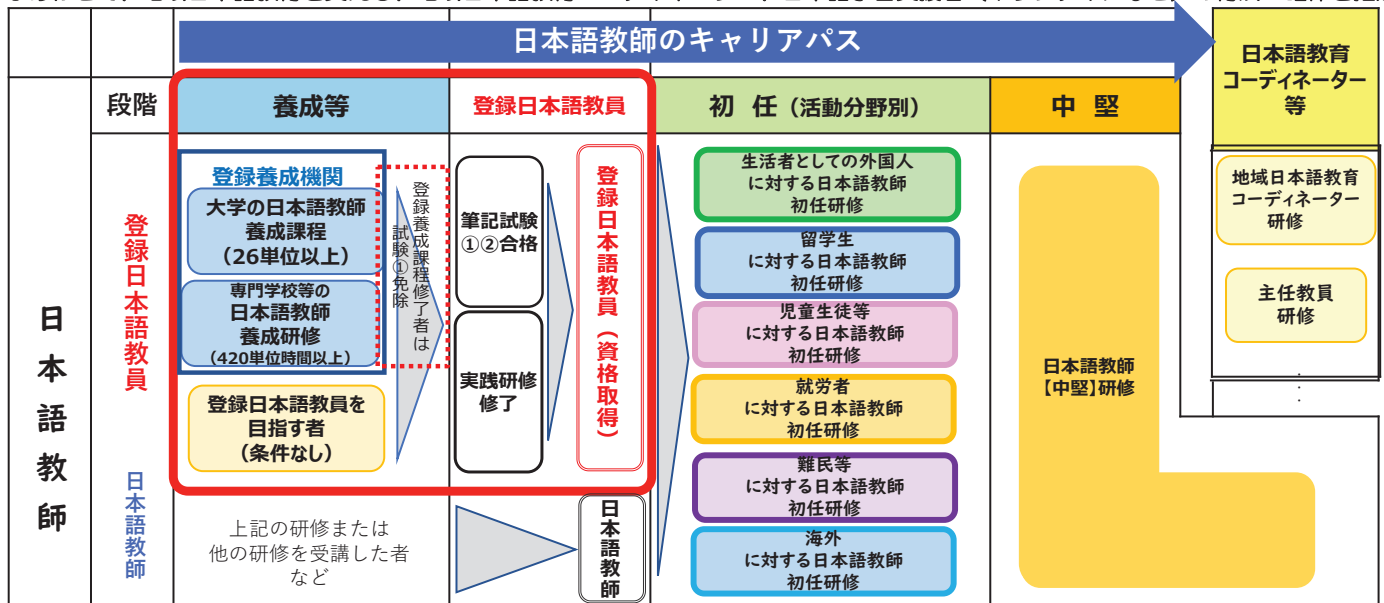 日本語教師のキャリアパス
日本語教育
コーディネーター
等
段階
養成等
登録日本語教員
初 任（活動分野別）
中 堅
日本語教師
登録日本語教員
日本語教師
登録養成機関
大学の日本語教師
養成課程
（26単位以上）
専門学校等の
日本語教師
養成研修
（420単位時間以上）
登録日本語教員を
目指す者
（条件なし）
登録養成課程修了者は
試験①免除
筆記試験
①②合格
実践研修
修了
登録日本語教員（資格取得）
上記の研修または
他の研修を受講した者
など
日本語教師
生活者としての外国人
に対する日本語教師
初任研修
留学生
に対する日本語教師
初任研修
児童生徒等
に対する日本語教師
初任研修
就労者
に対する日本語教師
初任研修
難民等
に対する日本語教師
初任研修
海外
に対する日本語教師
初任研修
日本語教師
【中堅】研修
地域日本語教育
コーディネーター
研修
主任教員
研修